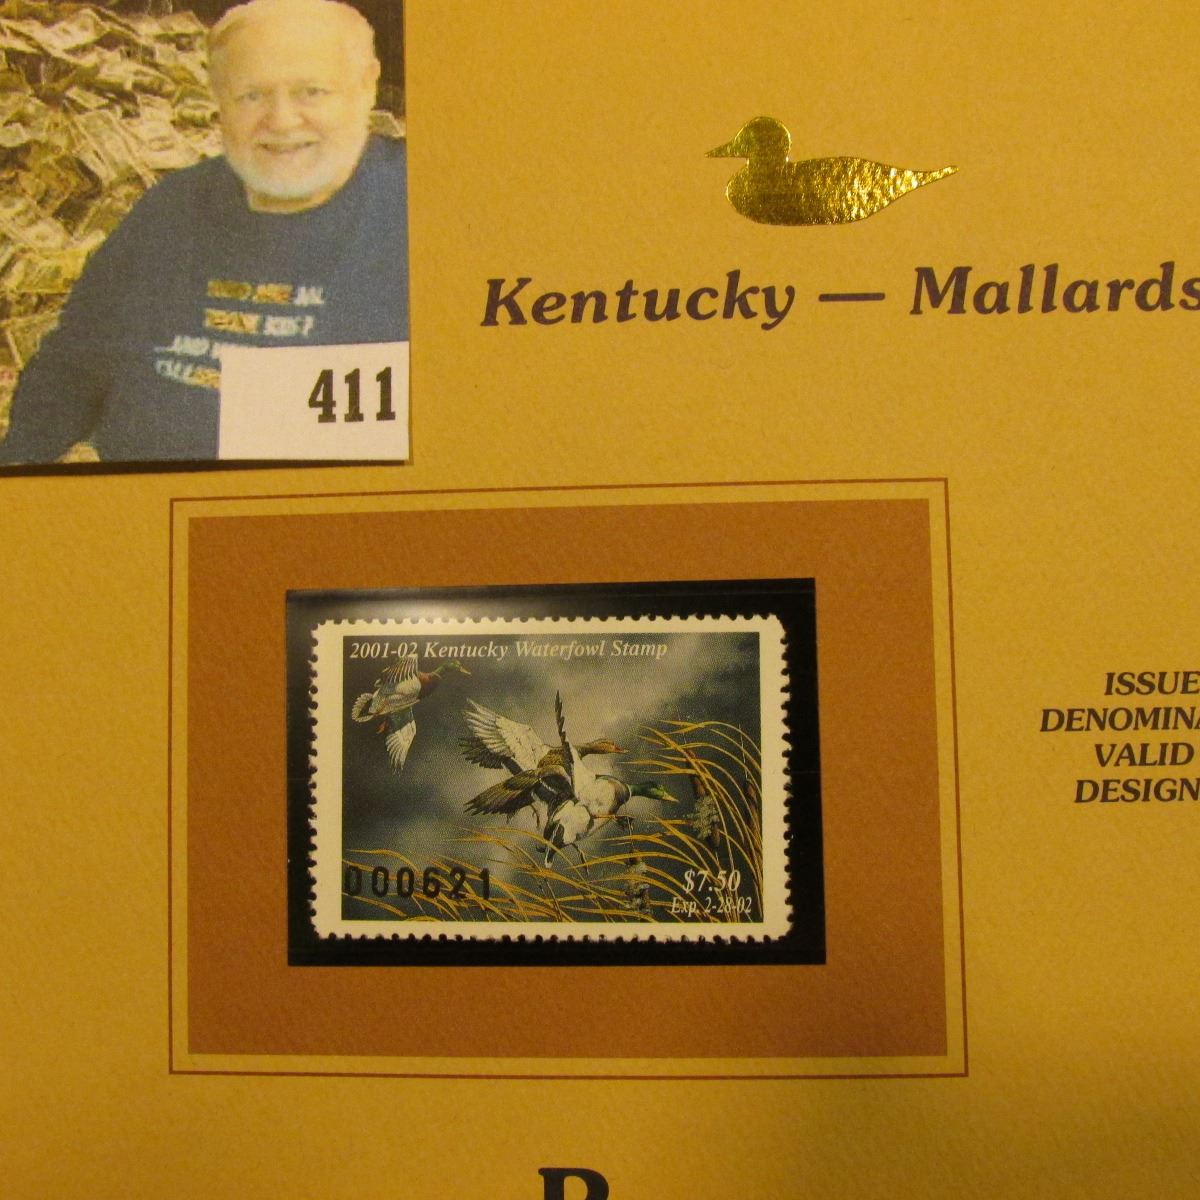 411
Kentucky — Mallards
2001-02 Kentucky Waterfowl Stamp
000621
$7.50
Exp. 2-28-02
ISSUE
DENOMINA
VALID
DESIGN